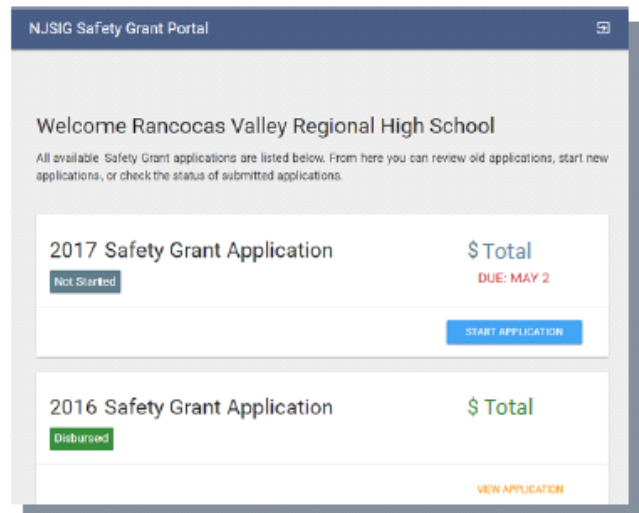 NJSIG Safety Grant Portal
Welcome Rancocas Valley Regional High School
All available Safety Grant applications are listed below. From here you can review old applications, start new
applications, or check the status of submitted applications.
2017 Safety Grant Application
$ Total
Not Started
DUE: MAY 2
START APPLICATION
2016 Safety Grant Application
$ Total
Disbursed
VIEW APPLICATION